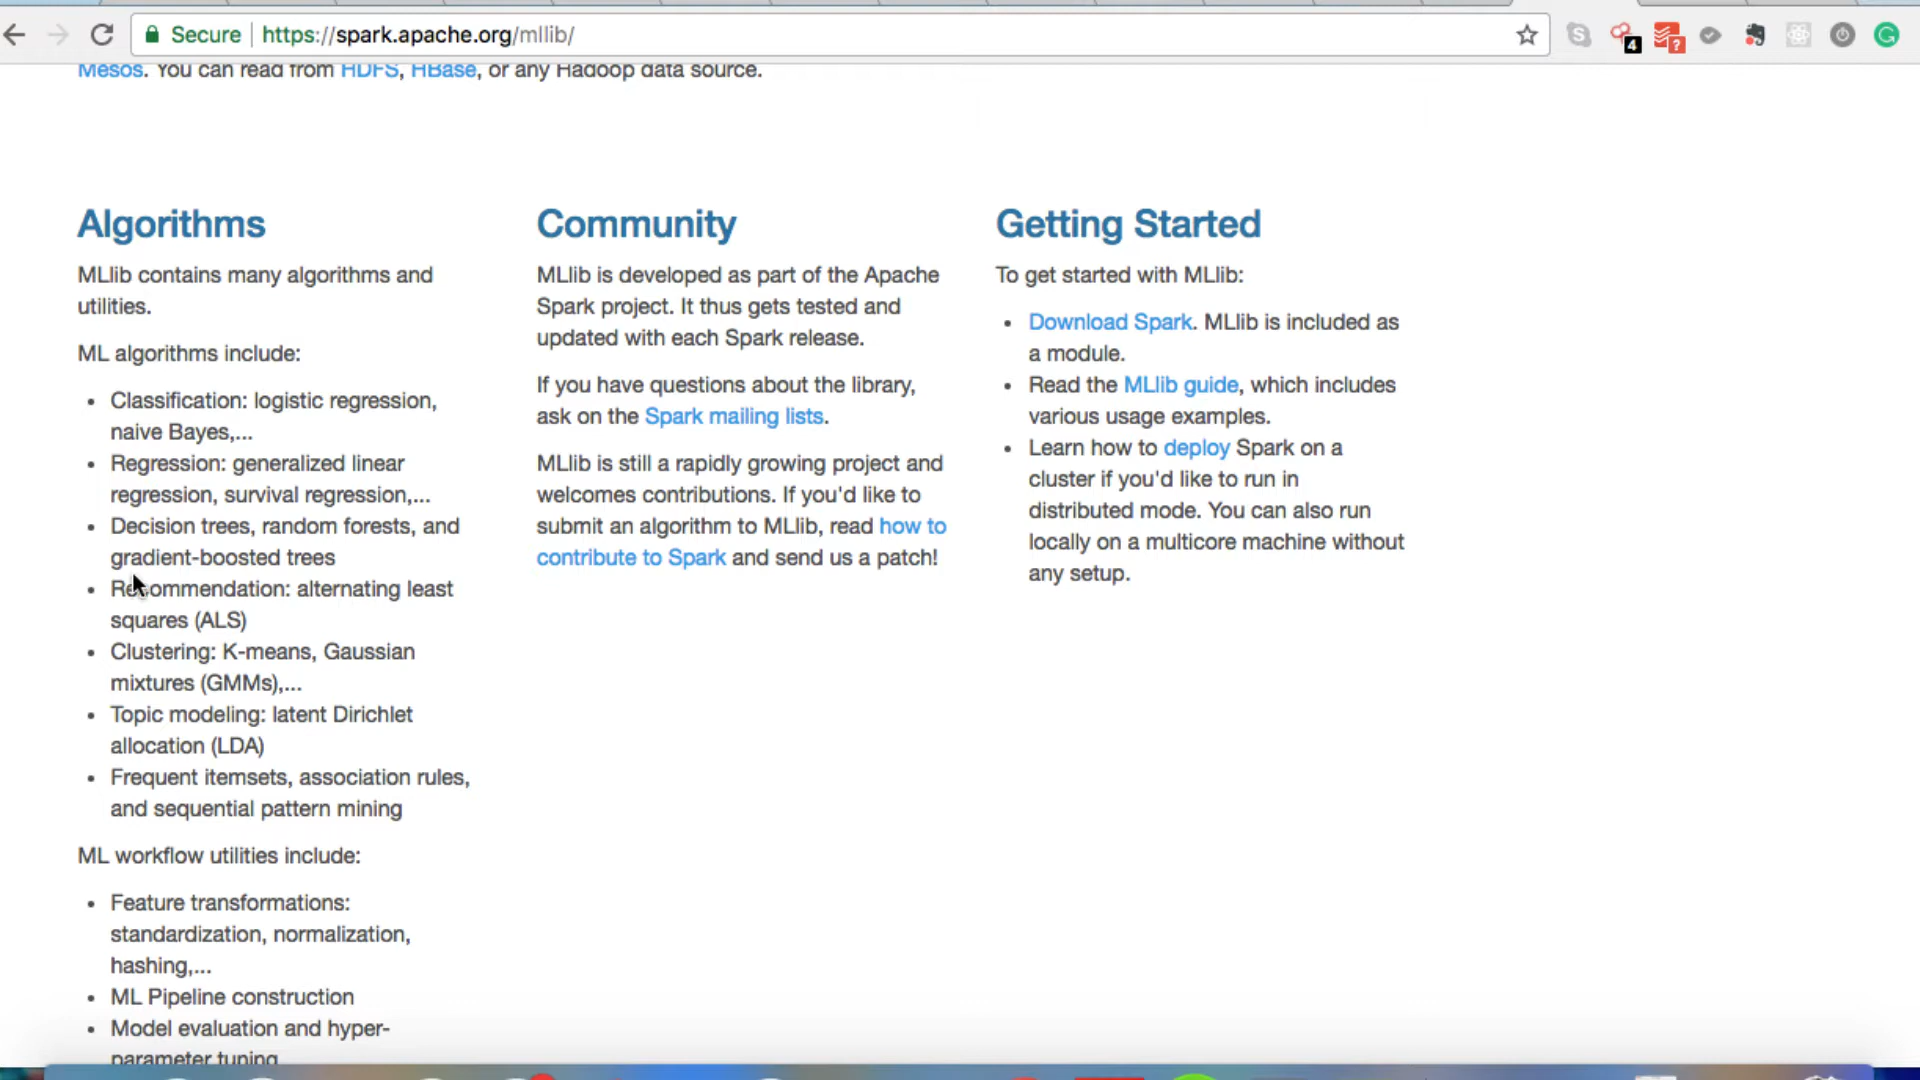 Secure https://spark.apache.org/mllib/
4
?
Mesos. You can read from HDFS, HBase, or any Hadoop data source.
Algorithms
MLlib contains many algorithms and
utilities.
ML algorithms include:
• Classification: logistic regression,
naive Bayes,...
• Regression: generalized linear
regression, survival regression,...
• Decision trees, random forests, and
gradient-boosted trees
• Recommendation: alternating least
squares (ALS)
• Clustering: K-means, Gaussian
mixtures (GMMs),...
• Topic modeling: latent Dirichlet
allocation (LDA)
• Frequent itemsets, association rules,
and sequential pattern mining
ML workflow utilities include:
• Feature transformations:
standardization, normalization,
hashing,...
• ML Pipeline construction
• Model evaluation and hyper-
parameter tuning
Community
MLlib is developed as part of the Apache
Spark project. It thus gets tested and
updated with each Spark release.
If you have questions about the library,
ask on the Spark mailing lists.
MLlib is still a rapidly growing project and
welcomes contributions. If you'd like to
submit an algorithm to MLlib, read how to
contribute to Spark and send us a patch!
Getting Started
To get started with MLlib:
• Download Spark. MLlib is included as
a module.
• Read the MLlib guide, which includes
various usage examples.
• Learn how to deploy Spark on a
cluster if you'd like to run in
distributed mode. You can also run
locally on a multicore machine without
any setup.